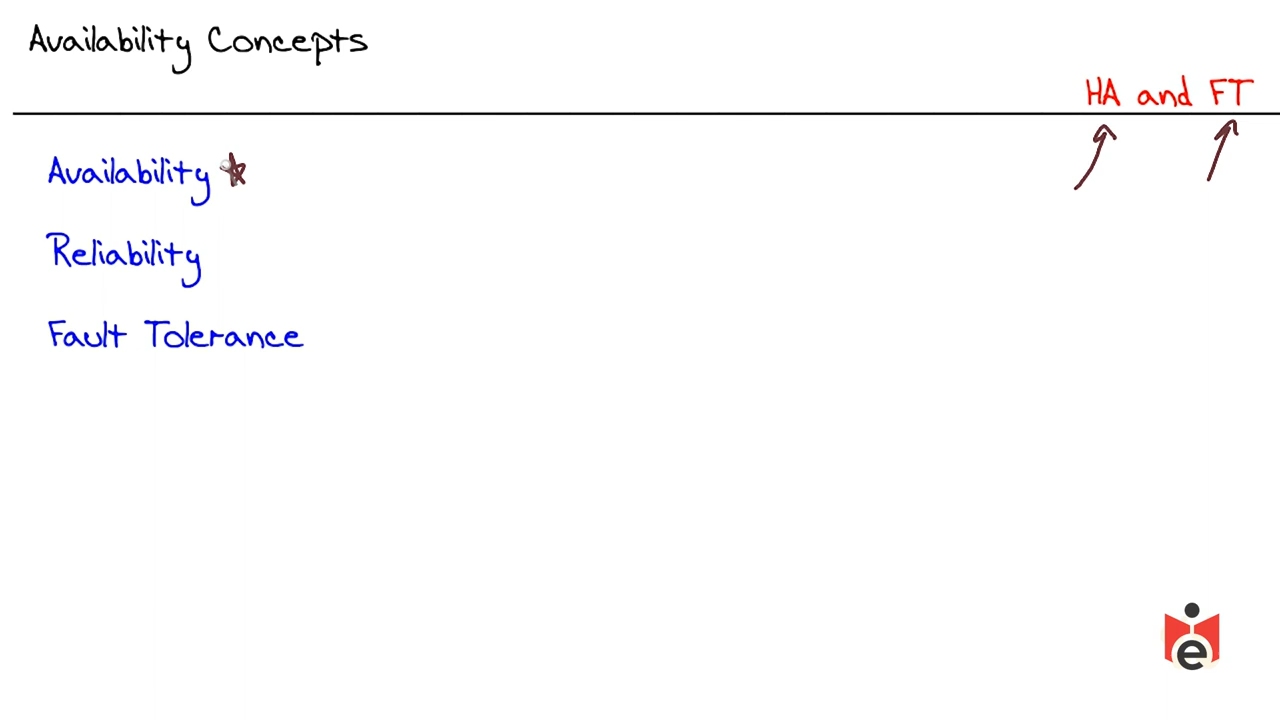 Availability Concepts
HA and FT
Availability
Reliability
Fault Tolerance
e